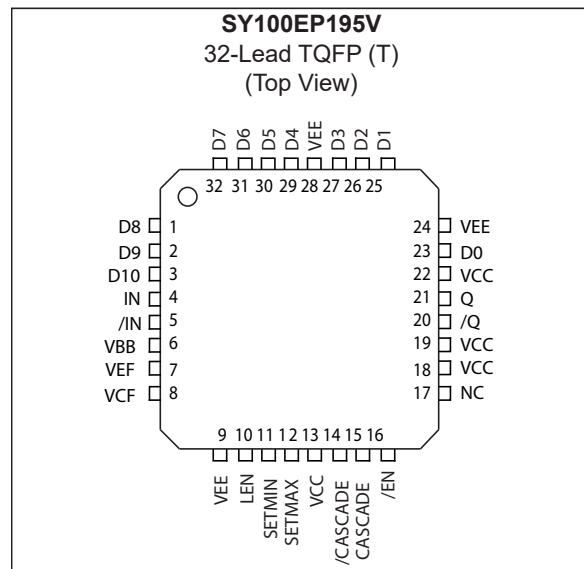 SY100EP195V
32-Lead TQFP (T)
(Top View)
D7 D6 D5 D4 VEE D3 D2 D1
32 31 30 29 28 27 26 25
D8 1 24 VEE
D9 2 23 D0
D10 3 22 VCC
IN 4 21 Q
/IN 5 20 /Q
VBB 6 19 VCC
VEF 7 18 VCC
VCF 8 17 NC
9 10 11 12 13 14 15 16
VEE LEN SETMIN SETMAX VCC /CASCADE CASCADE /EN